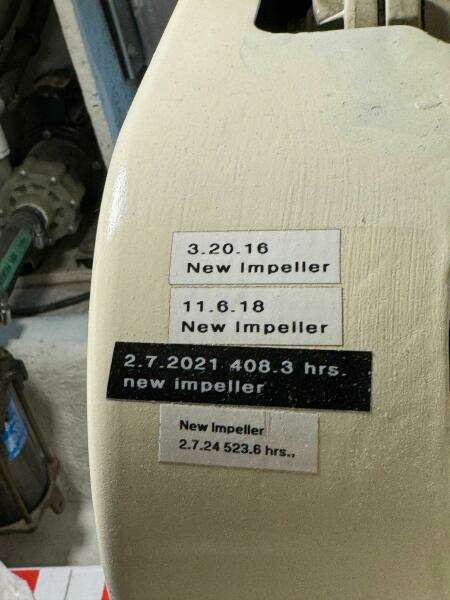 3.20.16
New Impeller
11.6.18
New Impeller
2.7.2021 408.3 hrs.
new impeller
New Impeller
2.7.24 523.6 hrs..